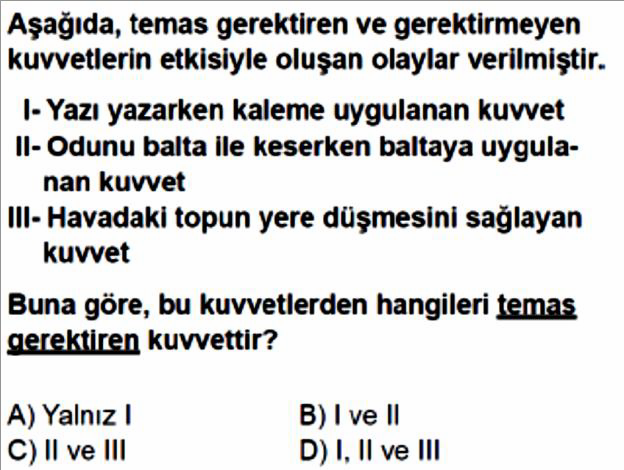 Aşağıda, temas gerektiren ve gerektirmeyen
kuvvetlerin etkisiyle oluşan olaylar verilmiştir.
I- Yazı yazarken kaleme uygulanan kuvvet
II- Odunu balta ile keserken baltaya uygula-
nan kuvvet
III- Havadaki topun yere düşmesini sağlayan
kuvvet
Buna göre, bu kuvvetlerden hangileri temas
gerektiren kuvvettir?
A) Yalnız I B) I ve II
C) II ve III D) I, II ve III